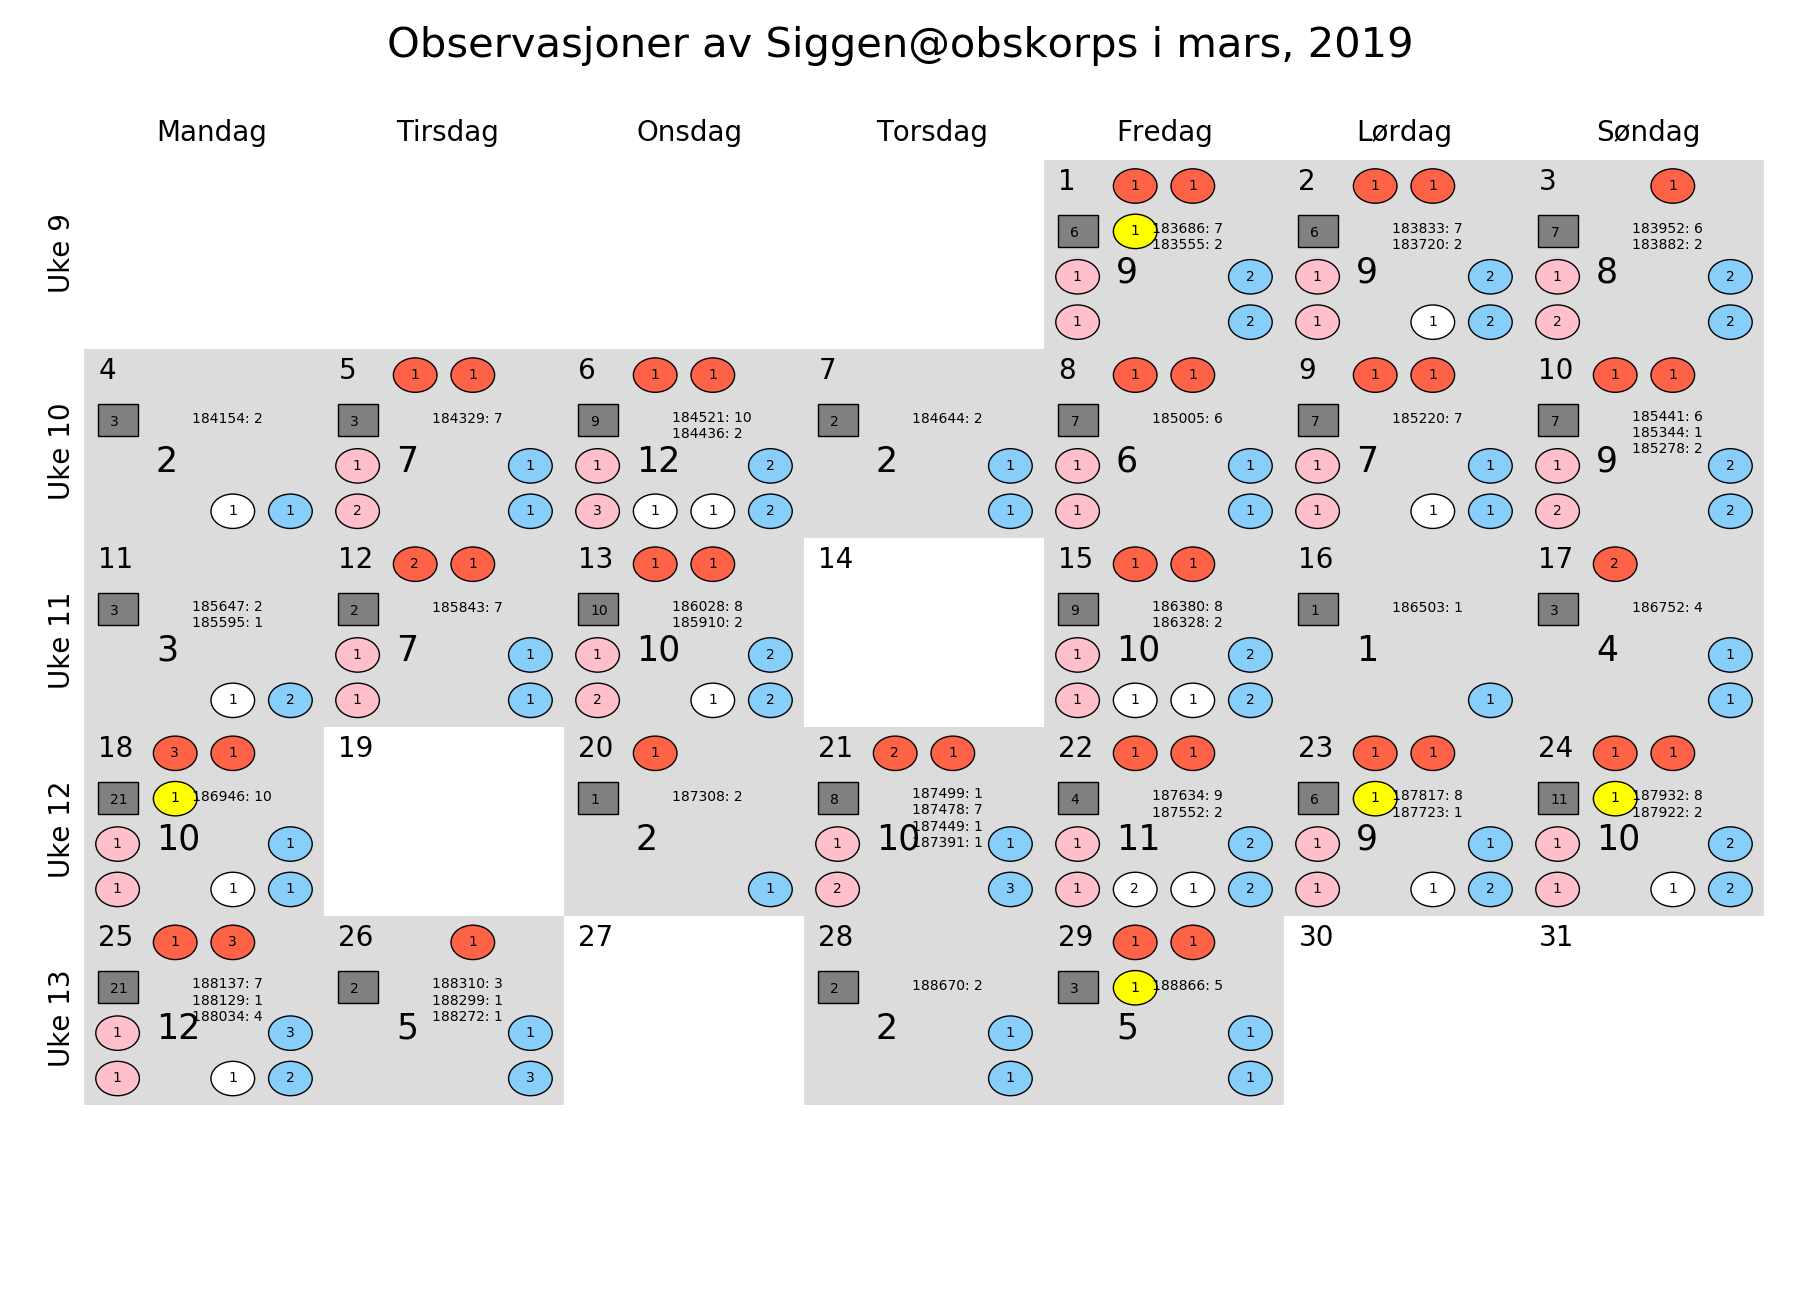 Observasjoner av Siggen@obskorps i mars, 2019
Mandag Tirsdag Onsdag Torsdag Fredag Lørdag Søndag
Uke 9
1 1 1
6 1 183686: 7
183555: 2
1 9 2
1 2
2 1 1
6 183833: 7
183720: 2
1 9 2
1 1 2
3 1
7 183952: 6
183882: 2
1 8 2
2 2
Uke 10
4
3 184154: 2
2
1 1
5 1 1
3 184329: 7
1 7 1
2 1
6 1 1
9 184521: 10
184436: 2
1 12 2
3 1 1 2
7
2 184644: 2
2 1
1
8 1 1
7 185005: 6
1 6 1
1 1
9 1 1
7 185220: 7
1 7 1
1 1 1
10 1 1
7 185441: 6
185344: 1
185278: 2
1 9 2
2 2
Uke 11
11
3 185647: 2
185595: 1
3
1 2
12 2 1
2 185843: 7
1 7 1
1 1
13 1 1
10 186028: 8
185910: 2
1 10 2
2 1 2
14
15 1 1
9 186380: 8
186328: 2
1 10 2
1 1 1 2
16
1 186503: 1
1
1
17 2
3 186752: 4
4 1
1
Uke 12
18 3 1
21 1 186946: 10
1 10 1
1 1 1
19
20 1
1 187308: 2
2
1
21 2 1
8 187499: 1
187478: 7
187449: 1
187391: 1
1 10 1
2 3
22 1 1
4 187634: 9
187552: 2
1 11 2
1 2 1 2
23 1 1
6 1 187817: 8
187723: 1
1 9 1
1 1 2
24 1 1
11 1 187932: 8
187922: 2
1 10 2
1 1 2
Uke 13
25 1 3
21 188137: 7
188129: 1
188034: 4
1 12 3
1 1 2
26 1
2 188310: 3
188299: 1
188272: 1
5 1
3
27
28
2 188670: 2
2 1
1
29 1 1
3 1 188866: 5
5 1
1
30
31